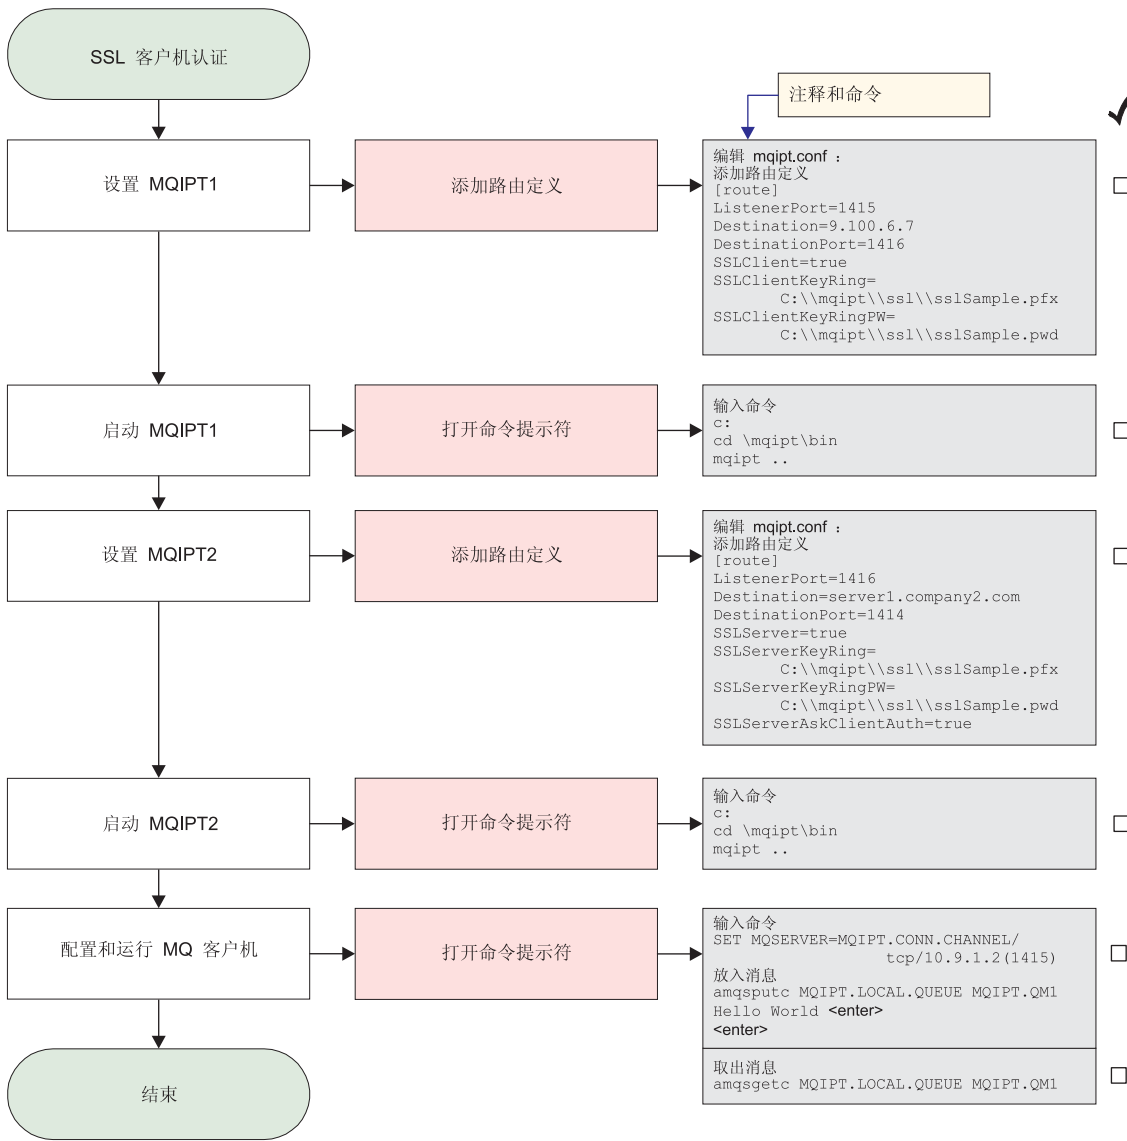 SSL 客户机认证
注释和命令
设置 MQIPT1
添加路由定义
编辑 mqipt.conf：
添加路由定义
[route]
ListenerPort=1415
Destination=9.100.6.7
DestinationPort=1416
SSLClient=true
SSLClientKeyRing=
C:\\mqipt\\ssl\\sslSample.pfx
SSLClientKeyRingPW=
C:\\mqipt\\ssl\\sslSample.pwd
启动 MQIPT1
打开命令提示符
输入命令
c:
cd \mqipt\bin
mqipt ..
设置 MQIPT2
添加路由定义
编辑 mqipt.conf：
添加路由定义
[route]
ListenerPort=1416
Destination=server1.company2.com
DestinationPort=1414
SSLServer=true
SSLServerKeyRing=
C:\\mqipt\\ssl\\sslSample.pfx
SSLServerKeyRingPW=
C:\\mqipt\\ssl\\sslSample.pwd
SSLServerAskClientAuth=true
启动 MQIPT2
打开命令提示符
输入命令
c:
cd \mqipt\bin
mqipt ..
配置和运行 MQ 客户机
打开命令提示符
输入命令
SET MQSERVER=MQIPT.CONN.CHANNEL/
tcp/10.9.1.2(1415)
放入消息
amqsputc MQIPT.LOCAL.QUEUE MQIPT.QM1
Hello World <enter>
<enter>
取出消息
amqsgetc MQIPT.LOCAL.QUEUE MQIPT.QM1
结束